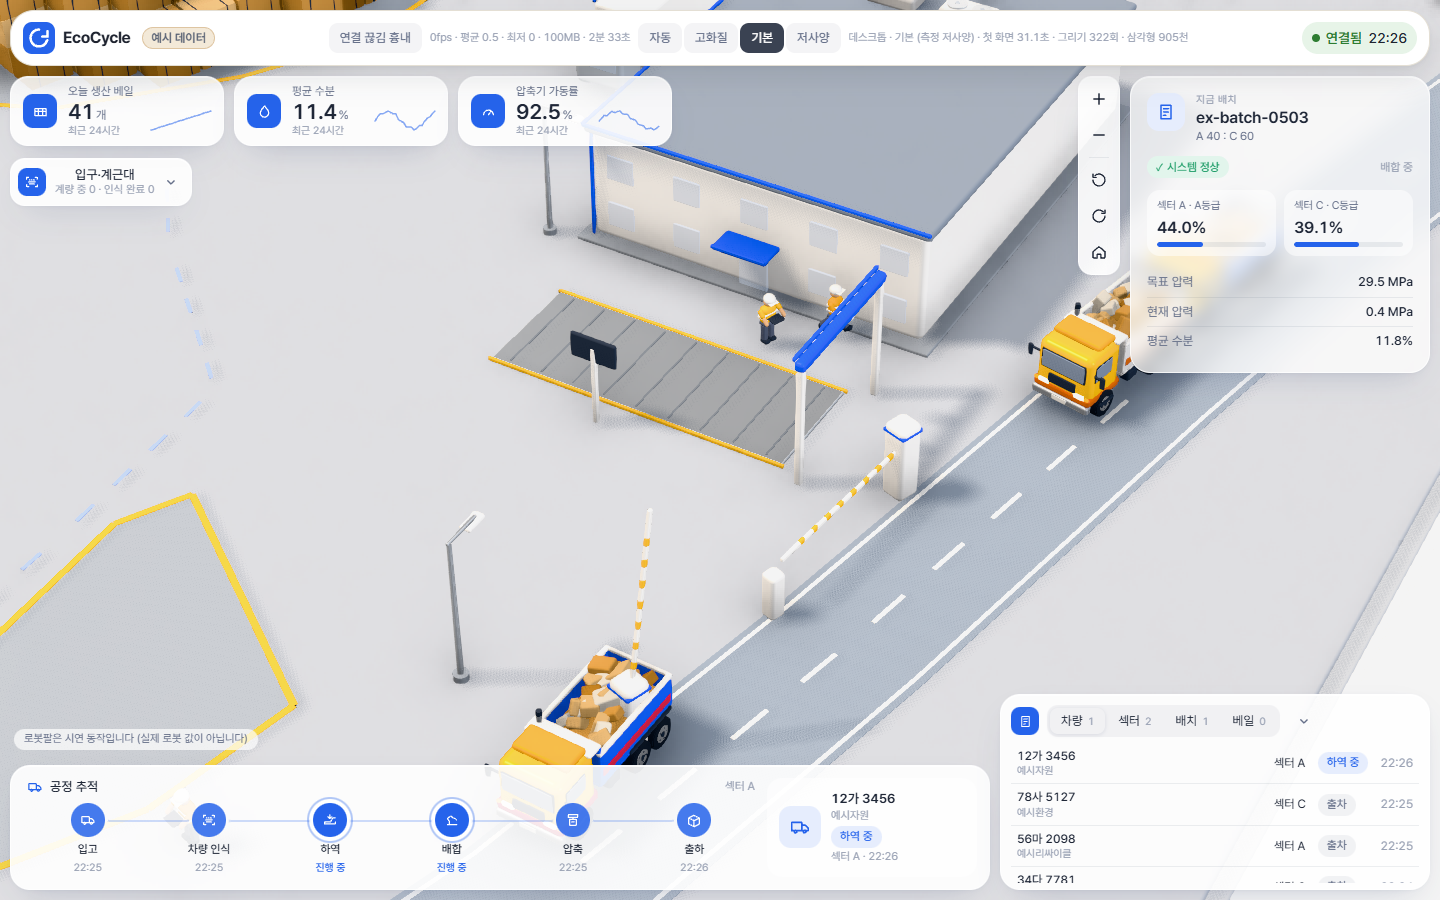 EcoCycle 예시 데이터 연결 끊김 흉내 0fps · 평균 0.5 · 최저 0 · 100MB · 2분 33초 자동 고화질 기본 저사양 데스크톱 · 기본 (측정 저사양) · 첫 화면 31.1초 · 그리기 322회 · 삼각형 905천 연결됨 22:26
오늘 생산 베일
41 개
최근 24시간
평균 수분
11.4 %
최근 24시간
압축기 가동률
92.5 %
최근 24시간
입구·계근대
계량 중 0 · 인식 완료 0
지금 배치
ex-batch-0503
A 40 : C 60
✓ 시스템 정상 배합 중
섹터 A · A등급
44.0%
섹터 C · C등급
39.1%
목표 압력 29.5 MPa
현재 압력 0.4 MPa
평균 수분 11.8%
로봇팔은 시연 동작입니다 (실제 로봇 값이 아닙니다)
공정 추적 섹터 A
입고 차량 인식 하역 배합 압축 출하
22:25 22:25 진행 중 진행 중 22:25 22:26
12가 3456
예시자원
하역 중
섹터 A · 22:26
차량 1 섹터 2 배치 1 베일 0
12가 3456
예시자원
섹터 A 하역 중 22:26
78사 5127
예시환경
섹터 C 출차 22:25
56마 2098
예시리싸이클
섹터 A 출차 22:25
34다 7781